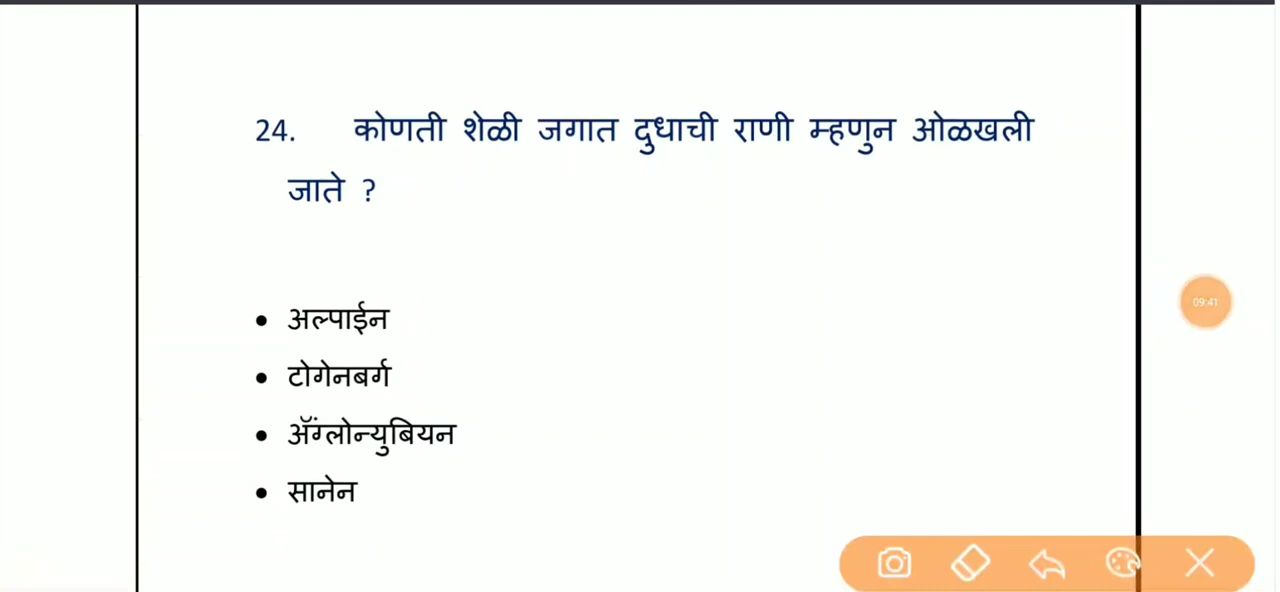 24. कोणती शेळी जगात दुधाची राणी म्हणुन ओळखली
जाते ?
• अल्पाईन
• टोगेनबर्ग
• ॲंग्लोन्युबियन
• सानेन
09:41